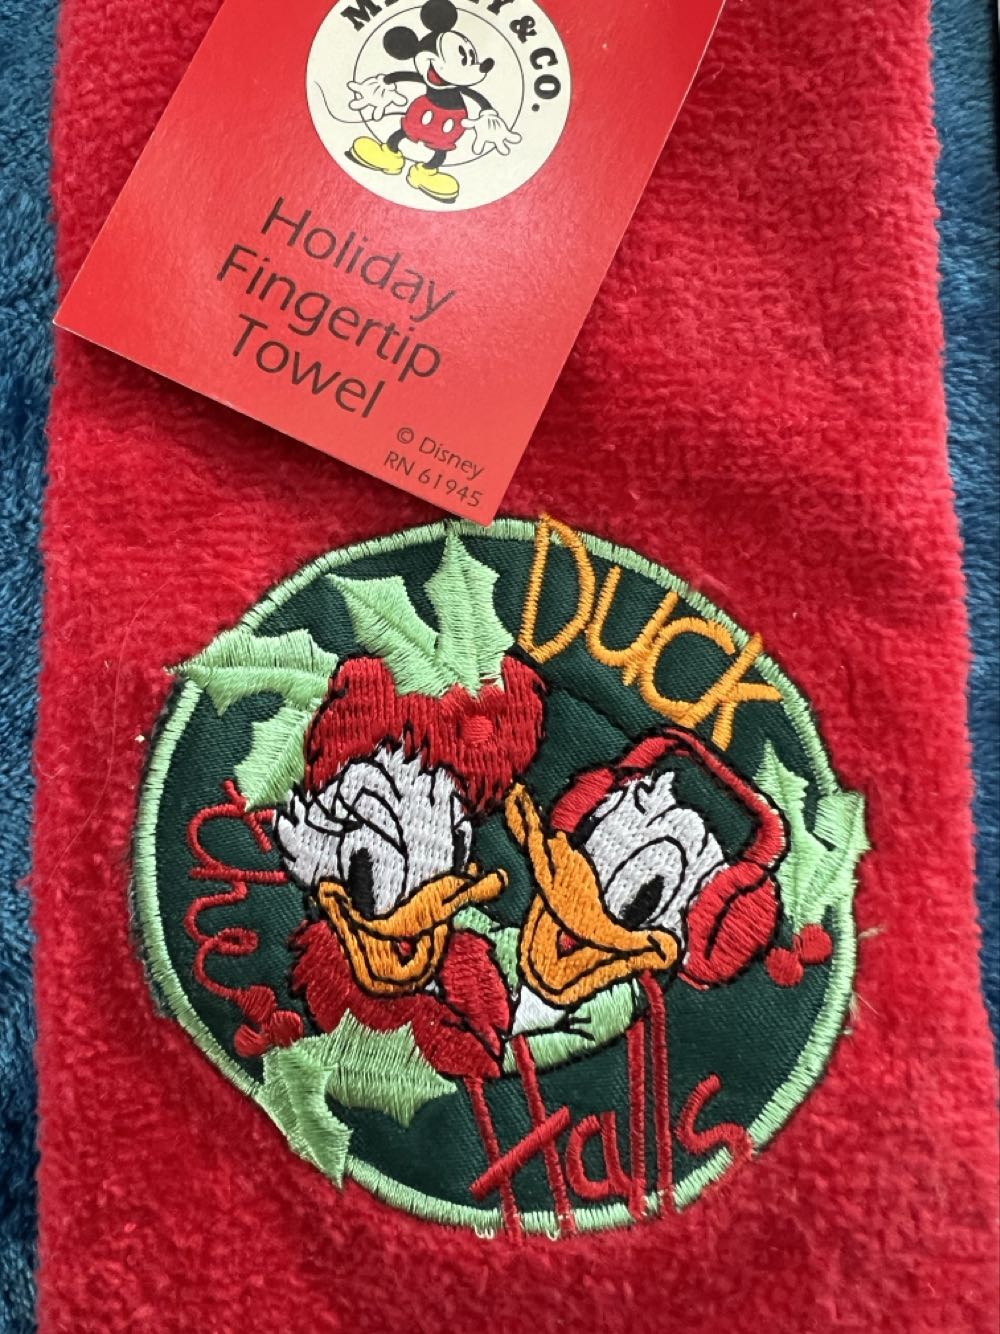 & CO.
Holiday
Fingertip
Towel
© Disney
RN 61945
Duck
the
Halls